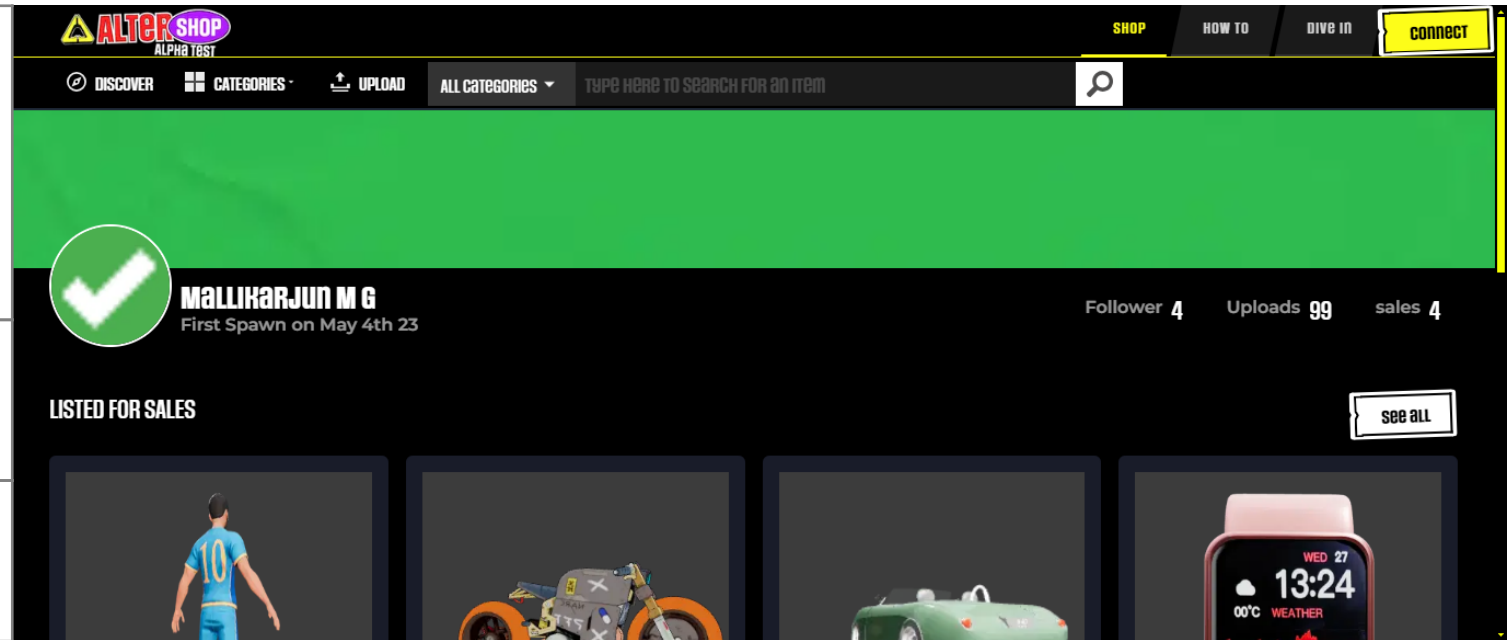 ALTER SHOP
ALPHA TEST
SHOP
HOW TO
DIVE IN
CONNECT
DISCOVER
CATEGORIES
UPLOAD
ALL CATEGORIES
TYPE HERE TO SEARCH FOR AN ITEM
MALLIKARJUN M G
First Spawn on May 4th 23
Follower 4
Uploads 99
sales 4
LISTED FOR SALES
SEE ALL
10
WED 27
13:24
00°C WEATHER